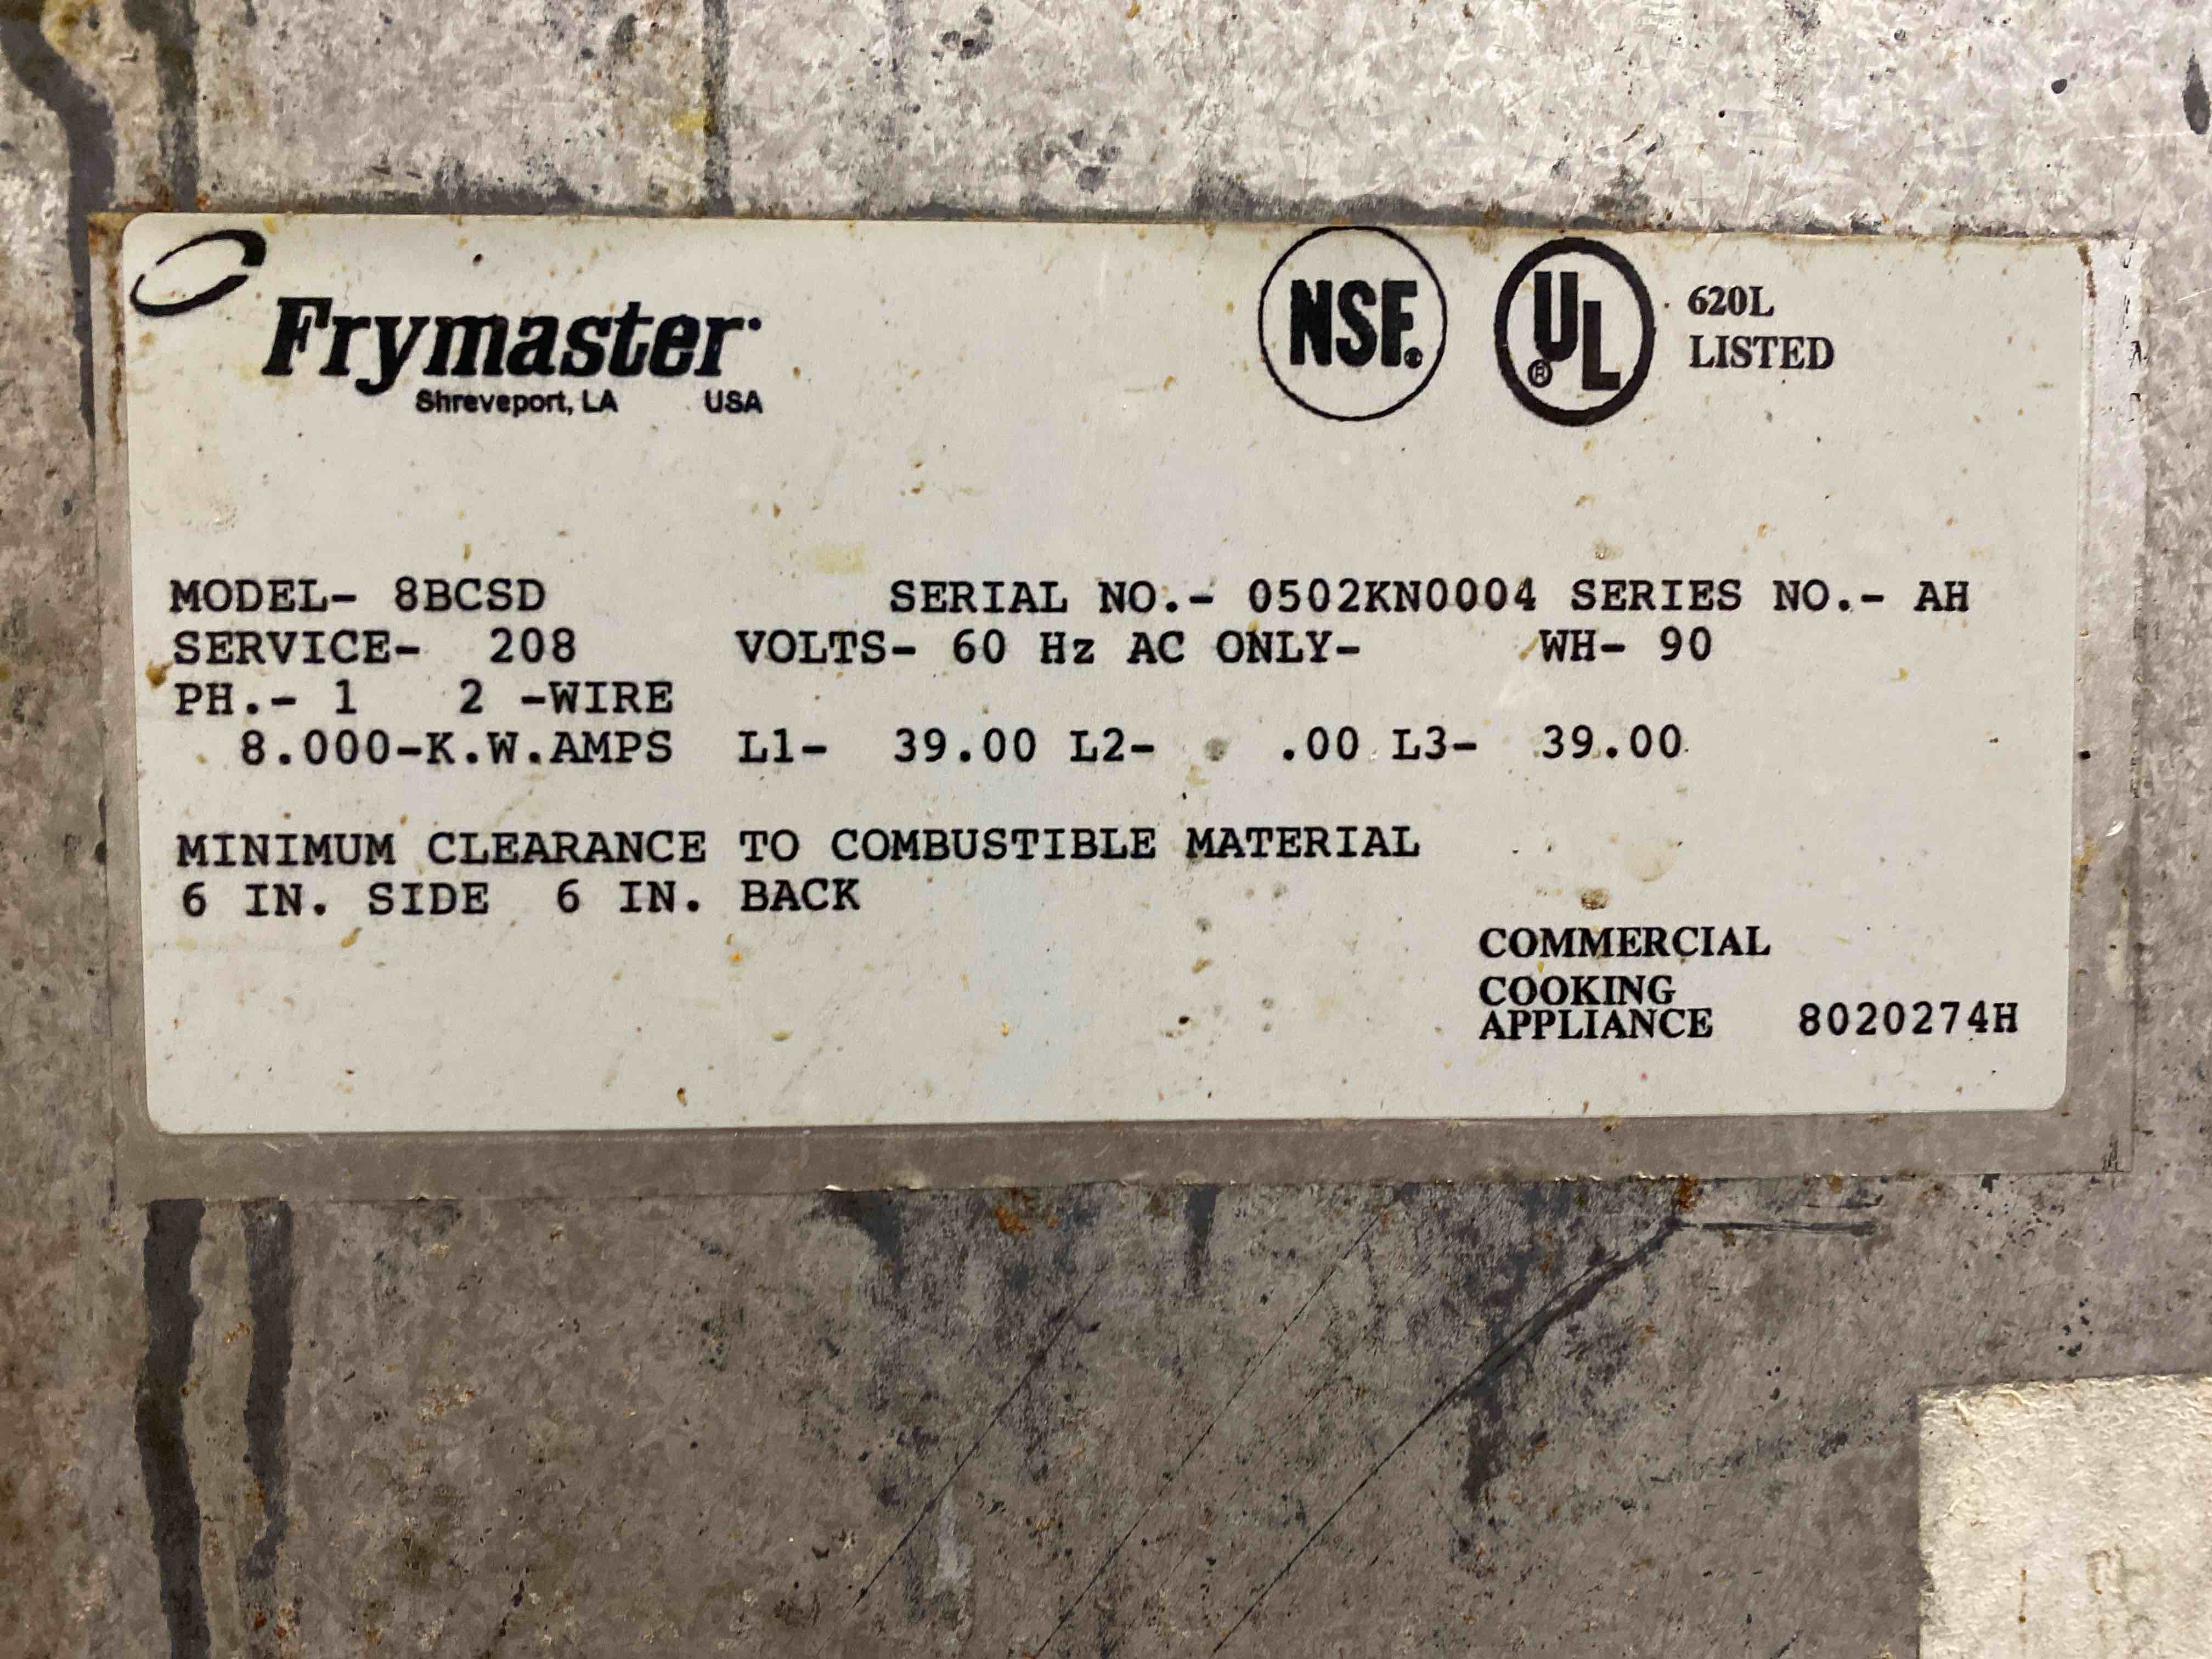 Frymaster
Shreveport, LA USA
NSF®
UL® 620L
LISTED
MODEL- 8BCSD SERIAL NO.- 0502KN0004 SERIES NO.- AH
SERVICE- 208 VOLTS- 60 Hz AC ONLY- WH- 90
PH.- 1 2 -WIRE
8.000-K.W.AMPS L1- 39.00 L2- .00 L3- 39.00
MINIMUM CLEARANCE TO COMBUSTIBLE MATERIAL
6 IN. SIDE 6 IN. BACK
COMMERCIAL
COOKING
APPLIANCE 8020274H